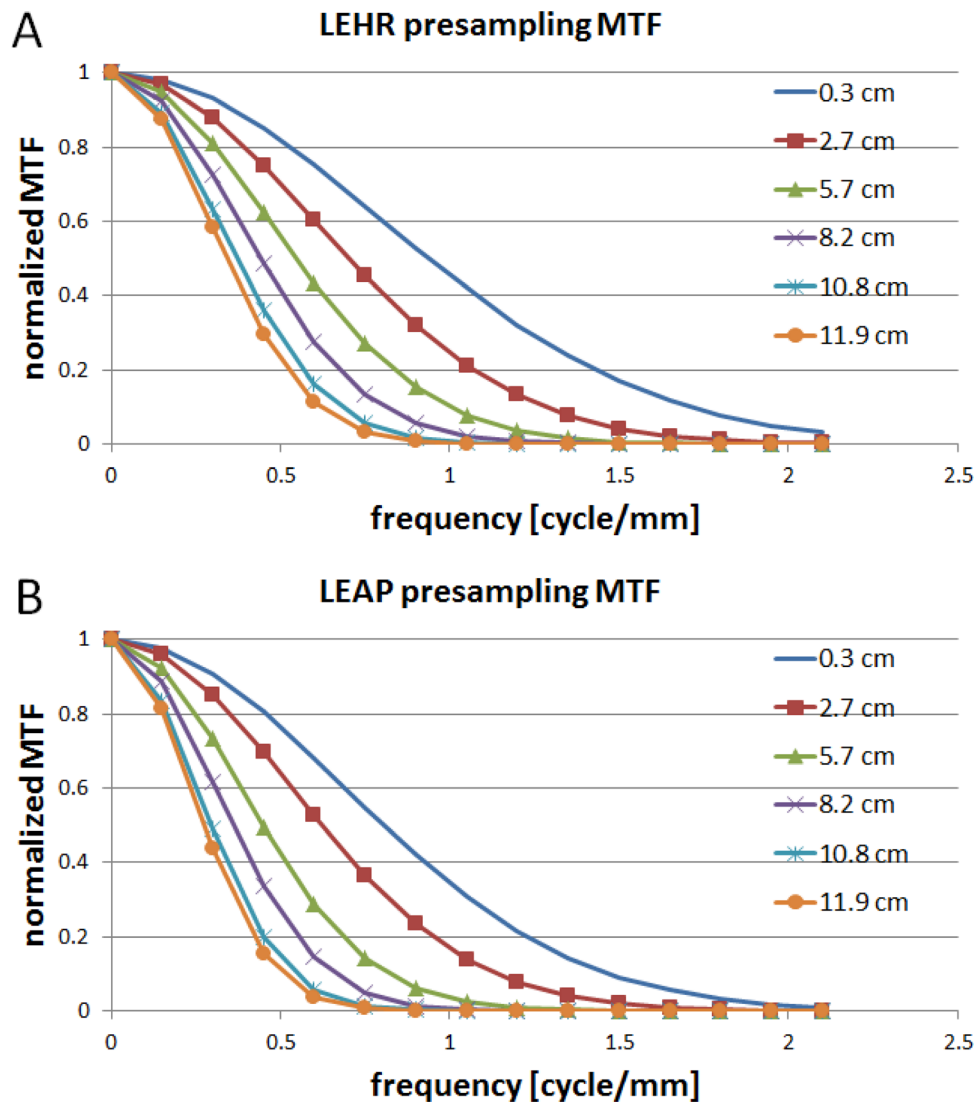 A
LEHR presampling MTF
1
0.8
0.6
0.4
0.2
0
normalized MTF
0.3 cm
2.7 cm
5.7 cm
8.2 cm
10.8 cm
11.9 cm
0
0.5
1
1.5
2
2.5
frequency [cycle/mm]
B
LEAP presampling MTF
1
0.8
0.6
0.4
0.2
0
normalized MTF
0.3 cm
2.7 cm
5.7 cm
8.2 cm
10.8 cm
11.9 cm
0
0.5
1
1.5
2
2.5
frequency [cycle/mm]